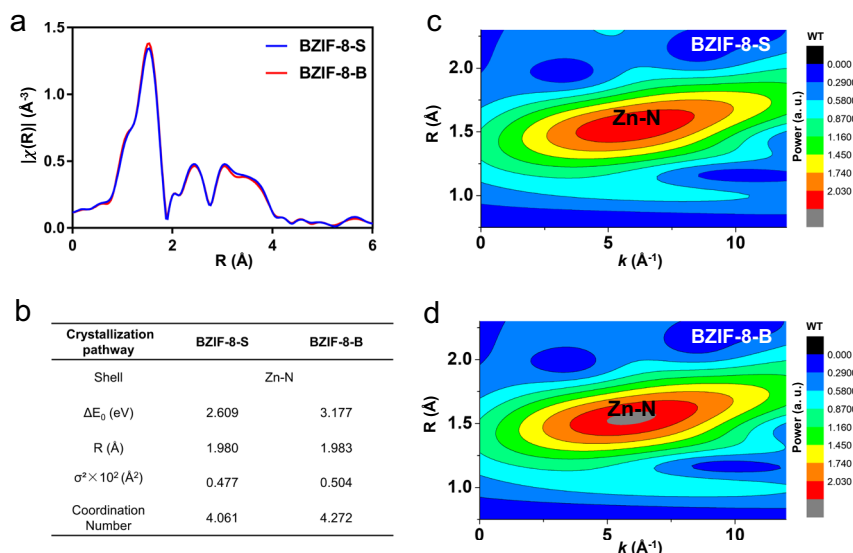 a
1.5
1.0
0.5
0.0
|χ(R)| (Å⁻³)
BZIF-8-S
BZIF-8-B
0 2 4 6
R (Å)
b
Crystallization pathway BZIF-8-S BZIF-8-B
Shell Zn-N
ΔE₀ (eV) 2.609 3.177
R (Å) 1.980 1.983
σ²×10² (Å²) 0.477 0.504
Coordination Number 4.061 4.272
c
BZIF-8-S
Zn-N
R (Å)
2.0
1.5
1.0
0 5 10
k (Å⁻¹)
Power (a. u.)
WT
0.000
0.2900
0.5800
0.8700
1.160
1.450
1.740
2.030
d
BZIF-8-B
Zn-N
R (Å)
2.0
1.5
1.0
0 5 10
k (Å⁻¹)
Power (a. u.)
WT
0.000
0.2900
0.5800
0.8700
1.160
1.450
1.740
2.030